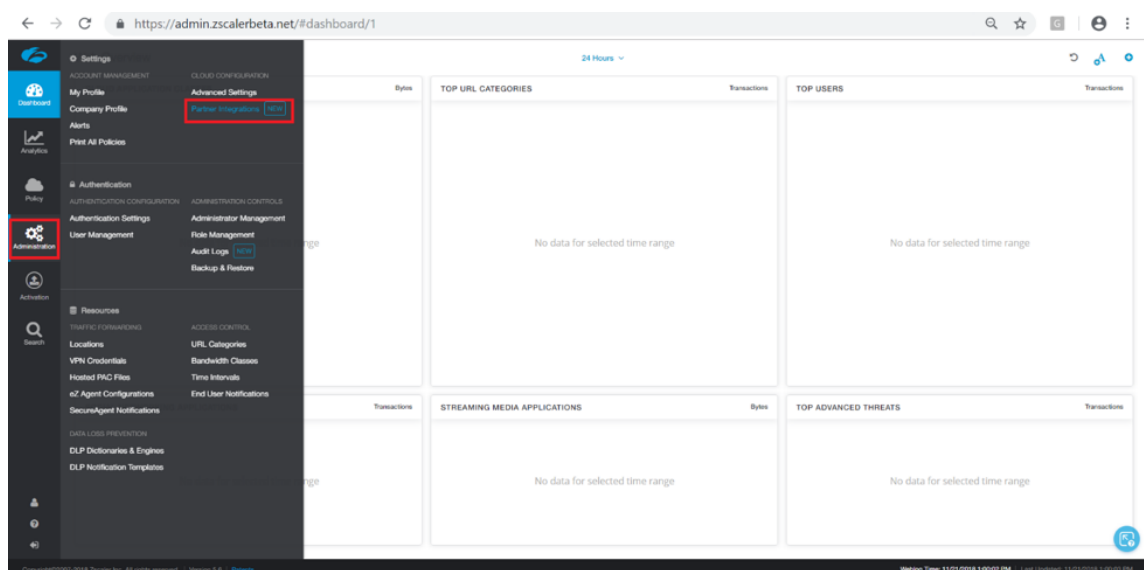 https://admin.zscalerbeta.net/#dashboard/1
G
Dashboard
Analytics
Policy
Administration
Activation
Search
Settings
ACCOUNT MANAGEMENT
My Profile
Company Profile
Alerts
Print All Policies
CLOUD CONFIGURATION
Advanced Settings
Partner Integrations NEW
Authentication
AUTHENTICATION CONFIGURATION
Authentication Settings
User Management
ADMINISTRATION CONTROLS
Administrator Management
Role Management
Audit Logs NEW
Backup & Restore
Resources
TRAFFIC FORWARDING
Locations
VPN Credentials
Hosted PAC Files
eZ Agent Configurations
SecureAgent Notifications
ACCESS CONTROL
URL Categories
Bandwidth Classes
Time Intervals
End User Notifications
DATA LOSS PREVENTION
DLP Dictionaries & Engines
DLP Notification Templates
24 Hours
Bytes
nge
TOP URL CATEGORIES Transactions
No data for selected time range
TOP USERS Transactions
No data for selected time range
Transactions
nge
STREAMING MEDIA APPLICATIONS Bytes
No data for selected time range
TOP ADVANCED THREATS Transactions
No data for selected time range